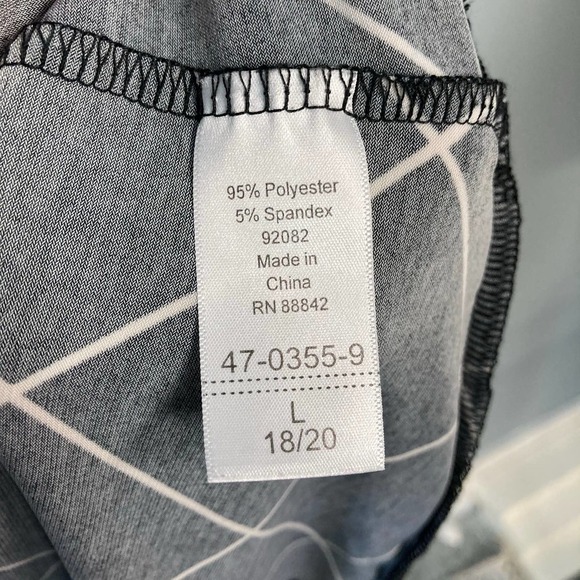 95% Polyester
5% Spandex
92082
Made in
China
RN 88842
47-0355-9
L
18/20